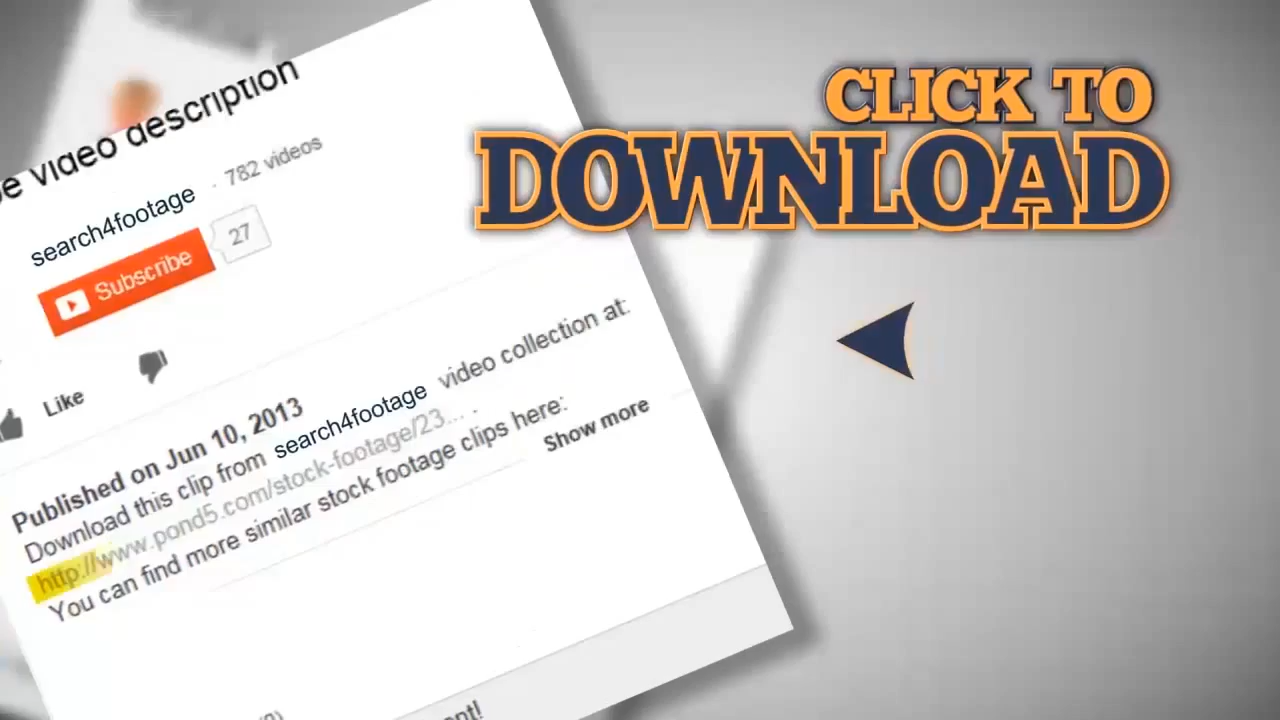 CLICK TO
DOWNLOAD
video description
search4footage · 782 videos
Subscribe 27
Like
Published on Jun 10, 2013
Download this clip from search4footage video collection at:
http://www.pond5.com/stock-footage/23... .
You can find more similar stock footage clips here:
Show more